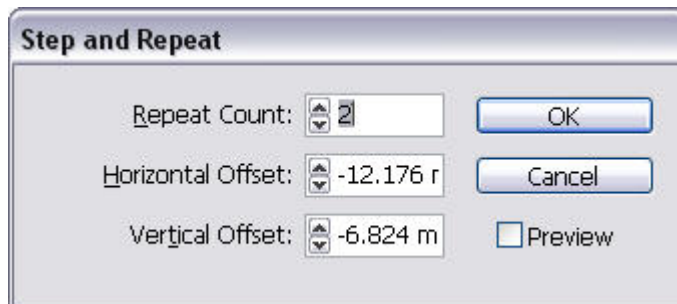 Step and Repeat
Repeat Count: 2 OK
Horizontal Offset: -12.176 r Cancel
Vertical Offset: -6.824 m Preview